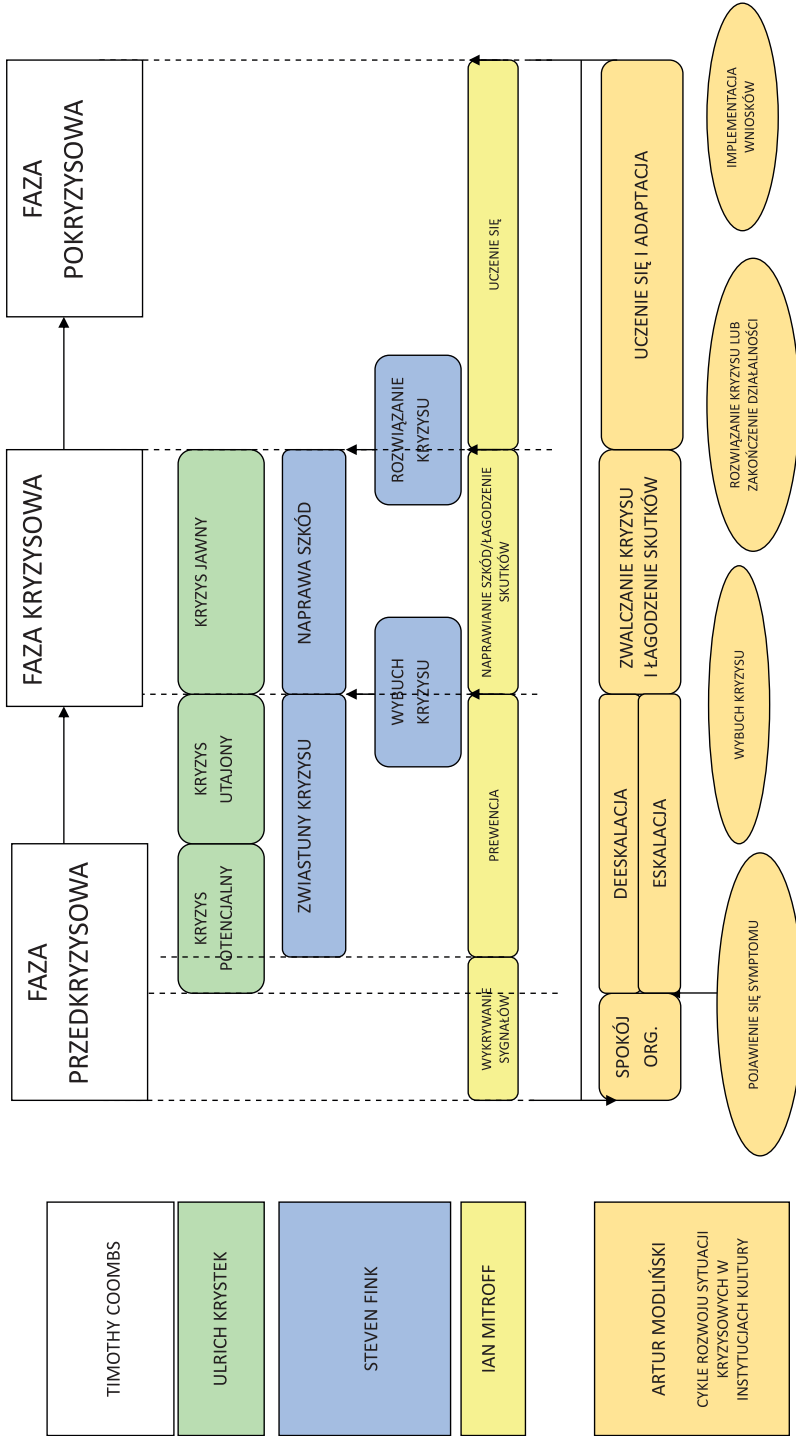 TIMOTHY COOMBS
FAZA
PRZEDKRYZYSOWA
FAZA KRYZYSOWA
FAZA
POKRYZYSOWA
ULRICH KRYSTEK
KRYZYS
POTENCJALNY
KRYZYS
UTAJONY
KRYZYS JAWNY
STEVEN FINK
ZWIASTUNY KRYZYSU
NAPRAWA SZKÓD
WYBUCH
KRYZYSU
ROZWIĄZANIE
KRYZYSU
IAN MITROFF
WYKRYWANIE
SYGNAŁÓW
PREWENCJA
NAPRAWIANIE SZKÓD/ŁAGODZENIE
SKUTKÓW
UCZENIE SIĘ
ARTUR MODLIŃSKI
CYKLE ROZWOJU SYTUACJI
KRYZYSOWYCH W
INSTYTUCJACH KULTURY
SPOKÓJ
ORG.
DEESKALACJA
ESKALACJA
ZWALCZANIE KRYZYSU
I ŁAGODZENIE SKUTKÓW
UCZENIE SIĘ I ADAPTACJA
POJAWIENIE SIĘ SYMPTOMU
WYBUCH KRYZYSU
ROZWIĄZANIE KRYZYSU LUB
ZAKOŃCZENIE DZIAŁALNOŚCI
IMPLEMENTACJA
WNIOSKÓW